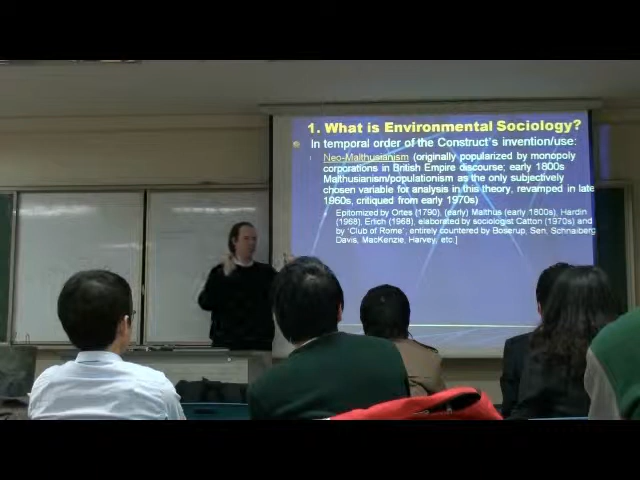 1. What is Environmental Sociology?
In temporal order of the Construct's invention/use:
Neo-Malthusianism (originally popularized by monopoly
corporations in British Empire discourse; early 1800s
Malthusianism/populationism as the only subjectively
chosen variable for analysis in this theory, revamped in late
1960s, critiqued from early 1970s)
Epitomized by Ortes (1790), (early) Malthus (early 1800s), Hardin
(1968), Erlich (1968), elaborated by sociologist Catton (1970s) and
by 'Club of Rome', entirely countered by Boserup, Sen, Schnaiberg
Davis, MacKenzie, Harvey, etc.]